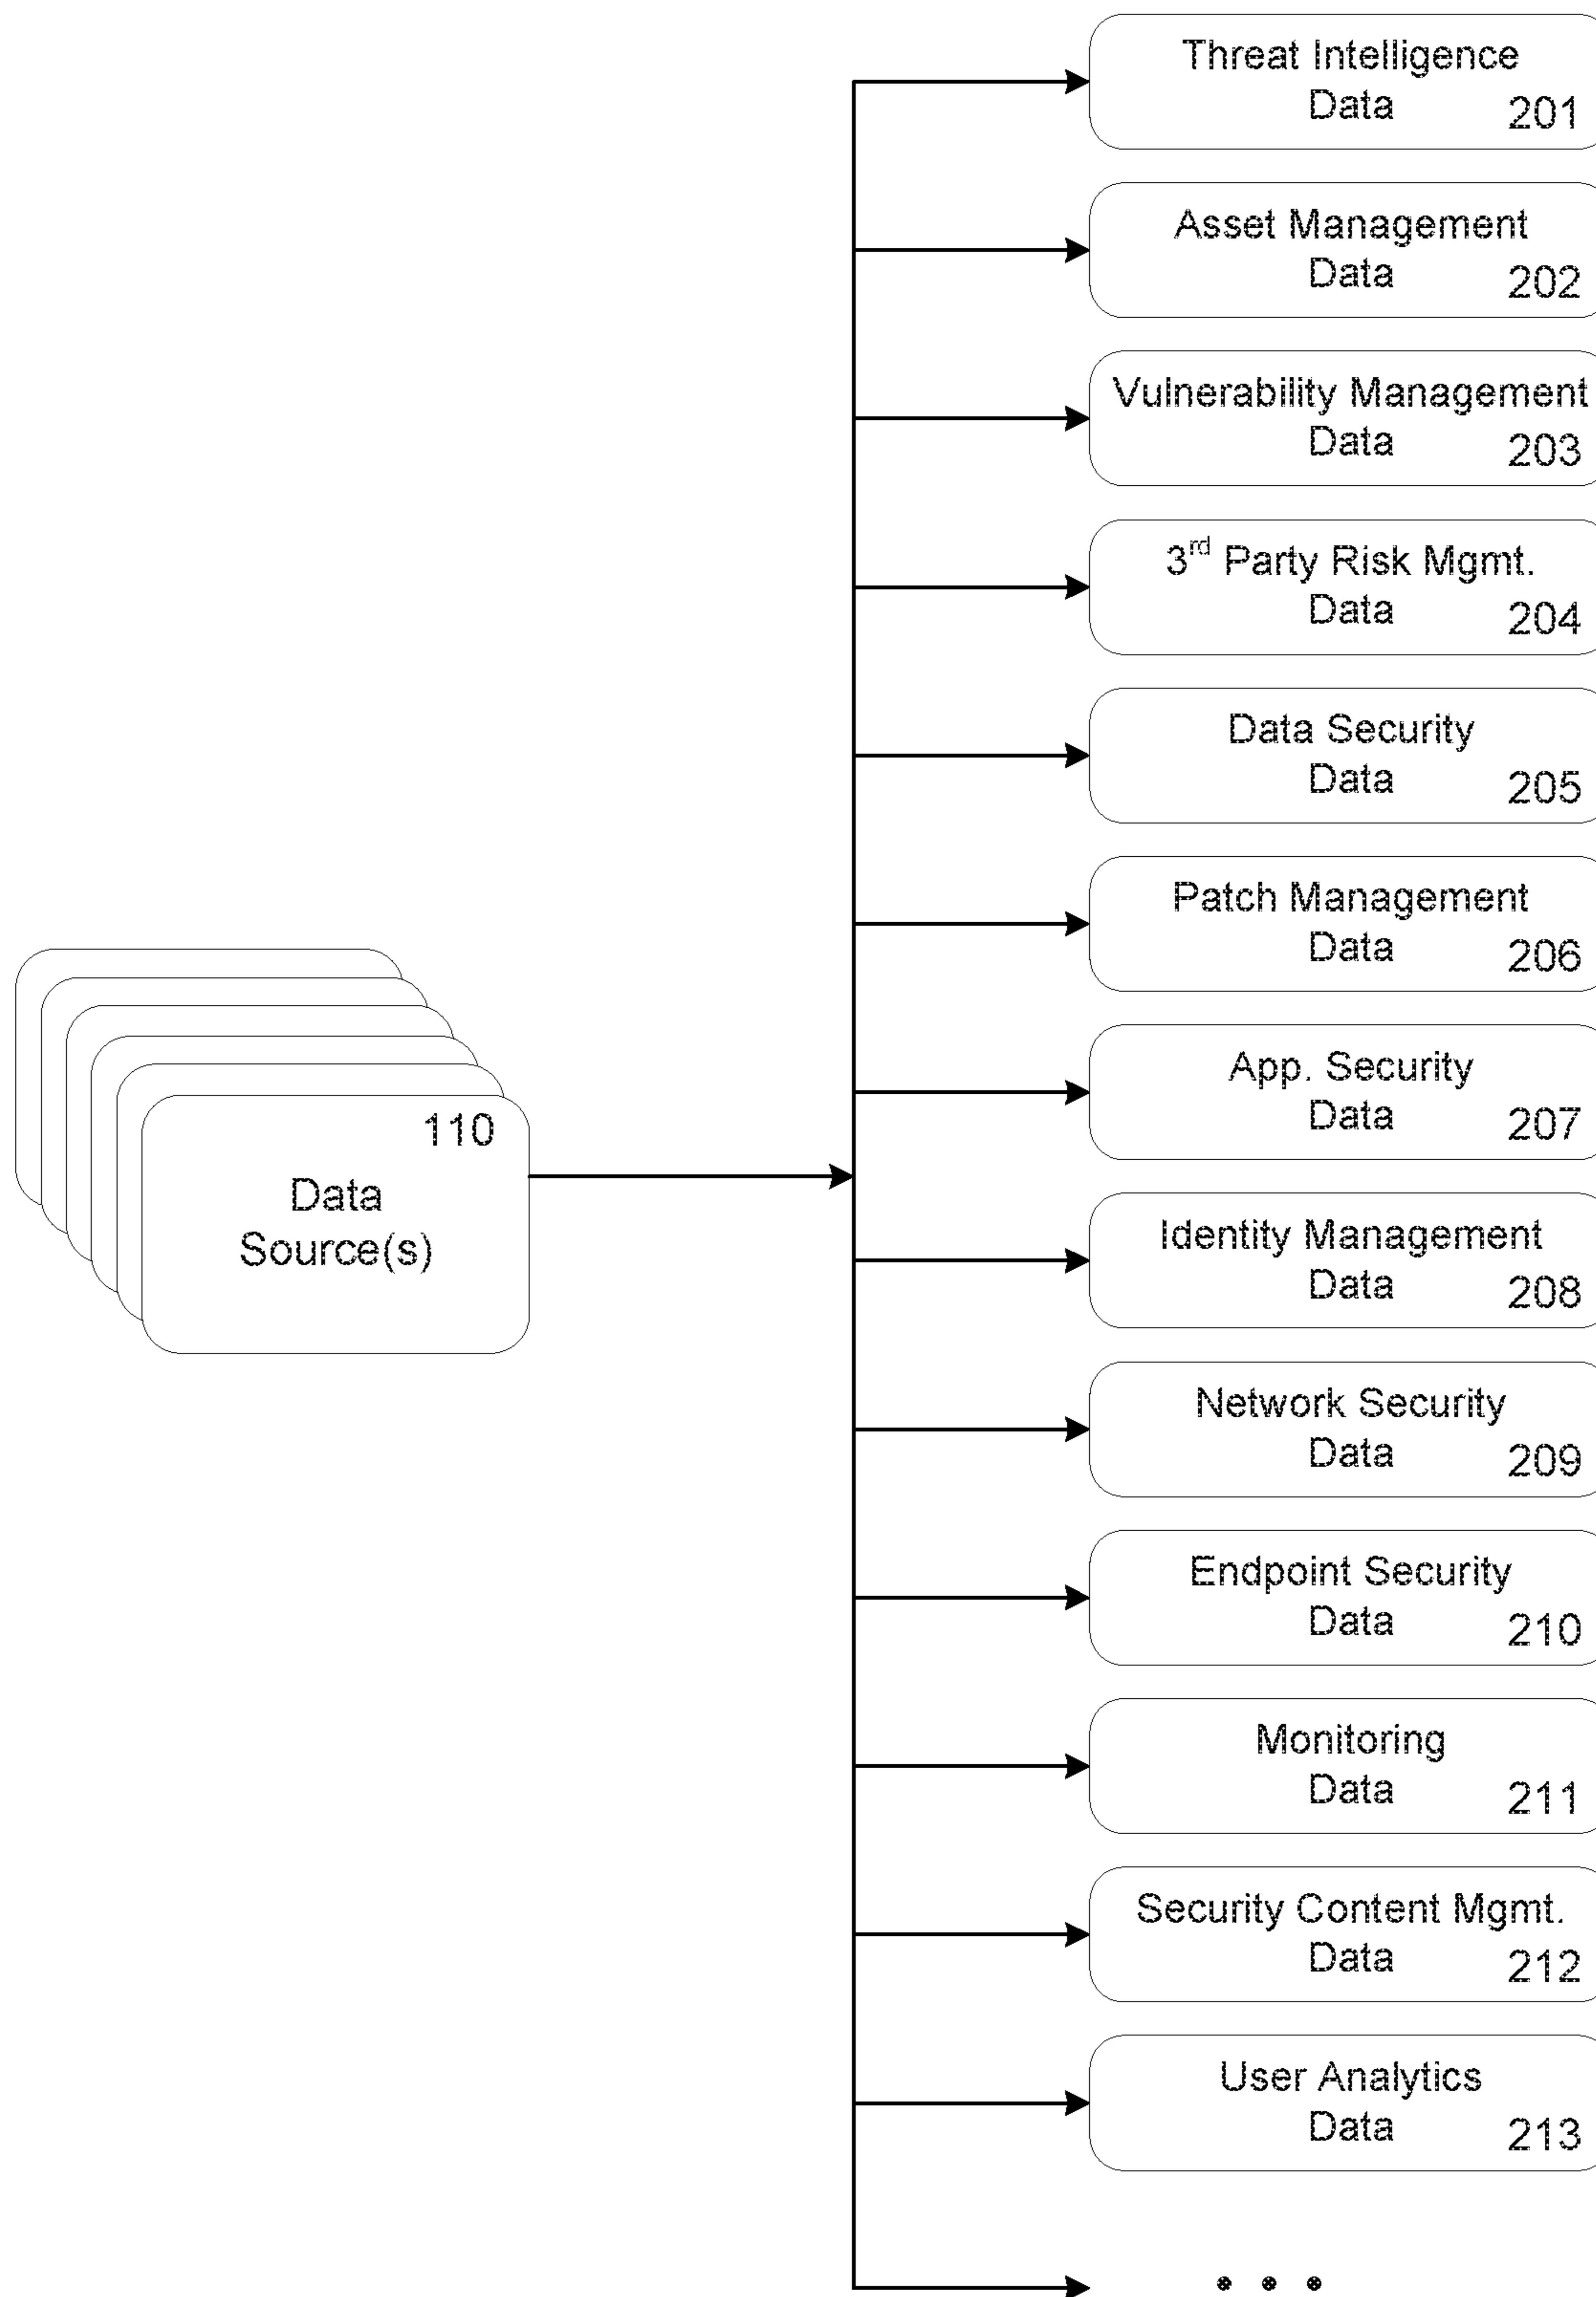 Threat Intelligence
Data 201
Asset Management
Data 202
Vulnerability Management
Data 203
3rd Party Risk Mgmt.
Data 204
Data Security
Data 205
Patch Management
Data 206
App. Security
Data 207
110
Data
Source(s)
Identity Management
Data 208
Network Security
Data 209
Endpoint Security
Data 210
Monitoring
Data 211
Security Content Mgmt.
Data 212
User Analytics
Data 213
• • •